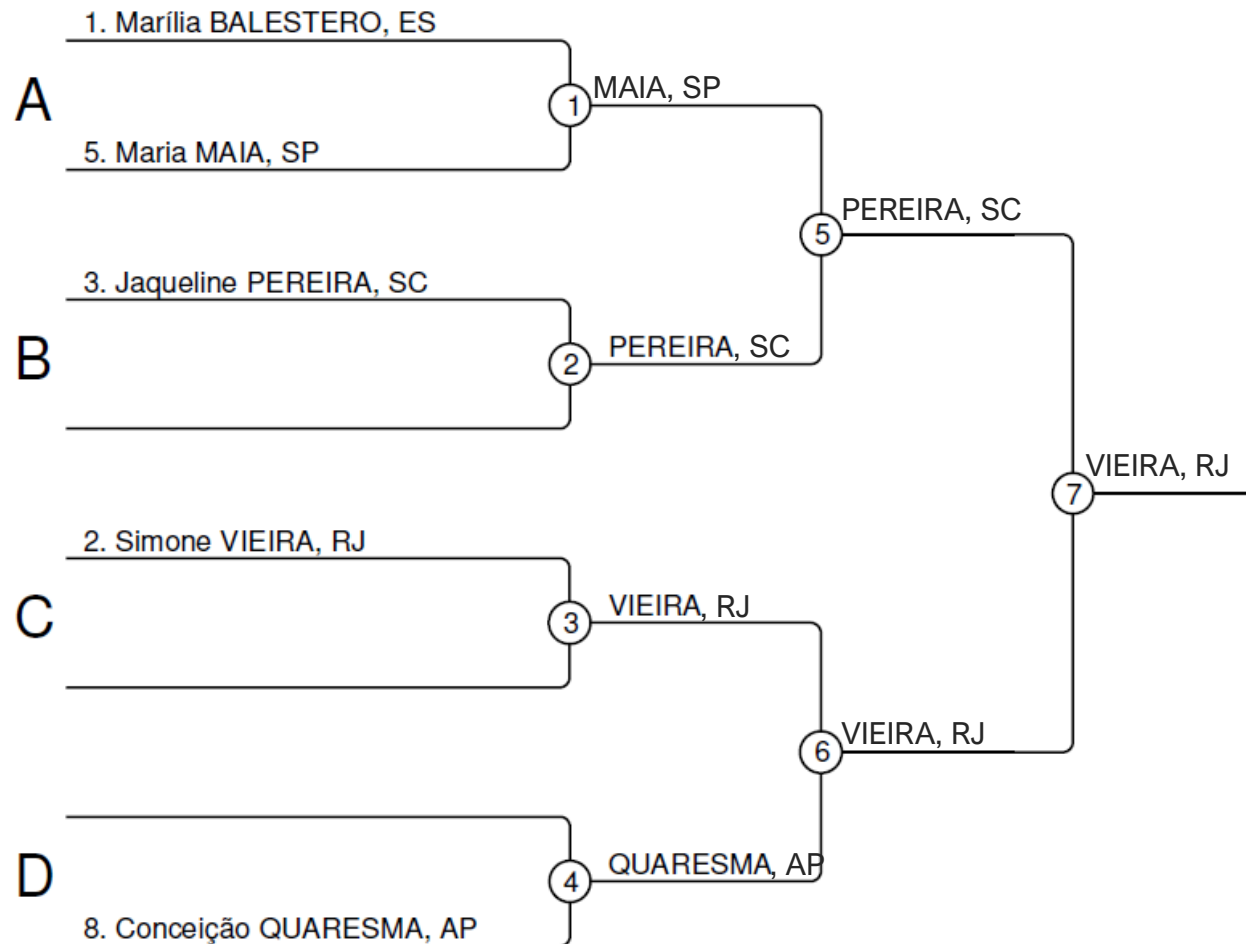 1. Marília BALESTERO, ES
A
1
MAIA, SP
5. Maria MAIA, SP
5
PEREIRA, SC
3. Jaqueline PEREIRA, SC
B
2
PEREIRA, SC
7
VIEIRA, RJ
2. Simone VIEIRA, RJ
C
3
VIEIRA, RJ
6
VIEIRA, RJ
D
4
QUARESMA, AP
8. Conceição QUARESMA, AP